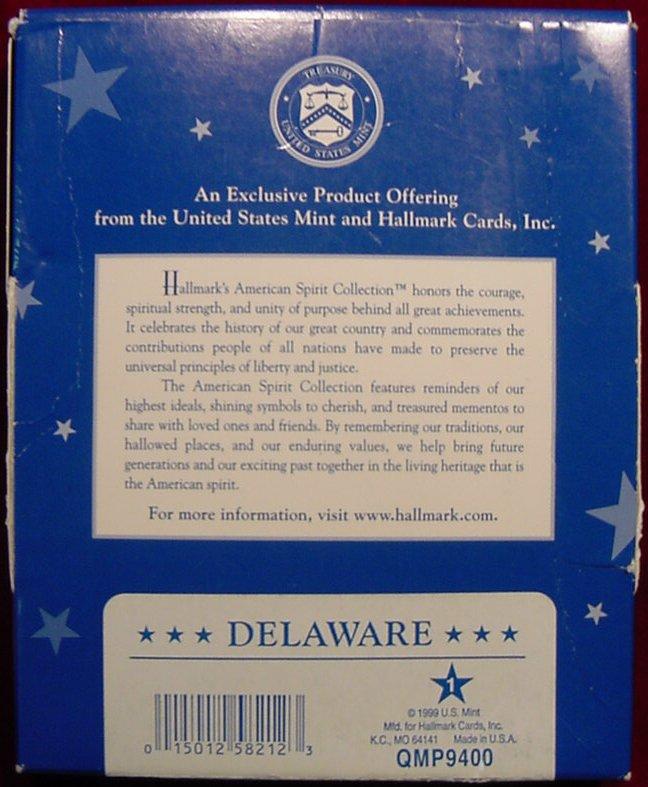 TREASURY
UNITED STATES MINT
An Exclusive Product Offering
from the United States Mint and Hallmark Cards, Inc.
Hallmark's American Spirit Collection™ honors the courage,
spiritual strength, and unity of purpose behind all great achievements.
It celebrates the history of our great country and commemorates the
contributions people of all nations have made to preserve the
universal principles of liberty and justice.
The American Spirit Collection features reminders of our
highest ideals, shining symbols to cherish, and treasured mementos to
share with loved ones and friends. By remembering our traditions, our
hallowed places, and our enduring values, we help bring future
generations and our exciting past together in the living heritage that is
the American spirit.
For more information, visit www.hallmark.com.
★ ★ ★ DELAWARE ★ ★ ★
1
© 1999 U.S. Mint
Mfd. for Hallmark Cards, Inc.
K.C., MO 64141 Made in U.S.A.
QMP9400
0 15012 58212 3